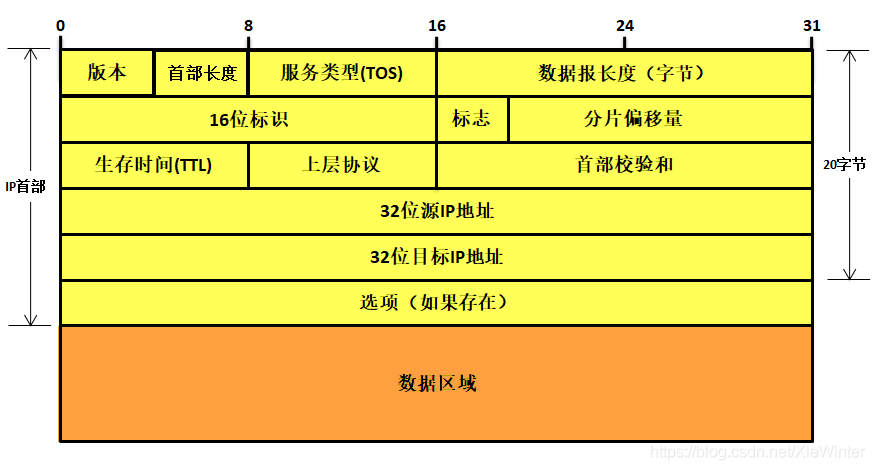 0 8 16 24 31
版本 首部长度 服务类型(TOS) 数据报长度（字节）
16位标识 标志 分片偏移量
生存时间(TTL) 上层协议 首部校验和
IP首部
20字节
32位源IP地址
32位目标IP地址
选项（如果存在）
数据区域
https://blog.csdn.net/XieWinter